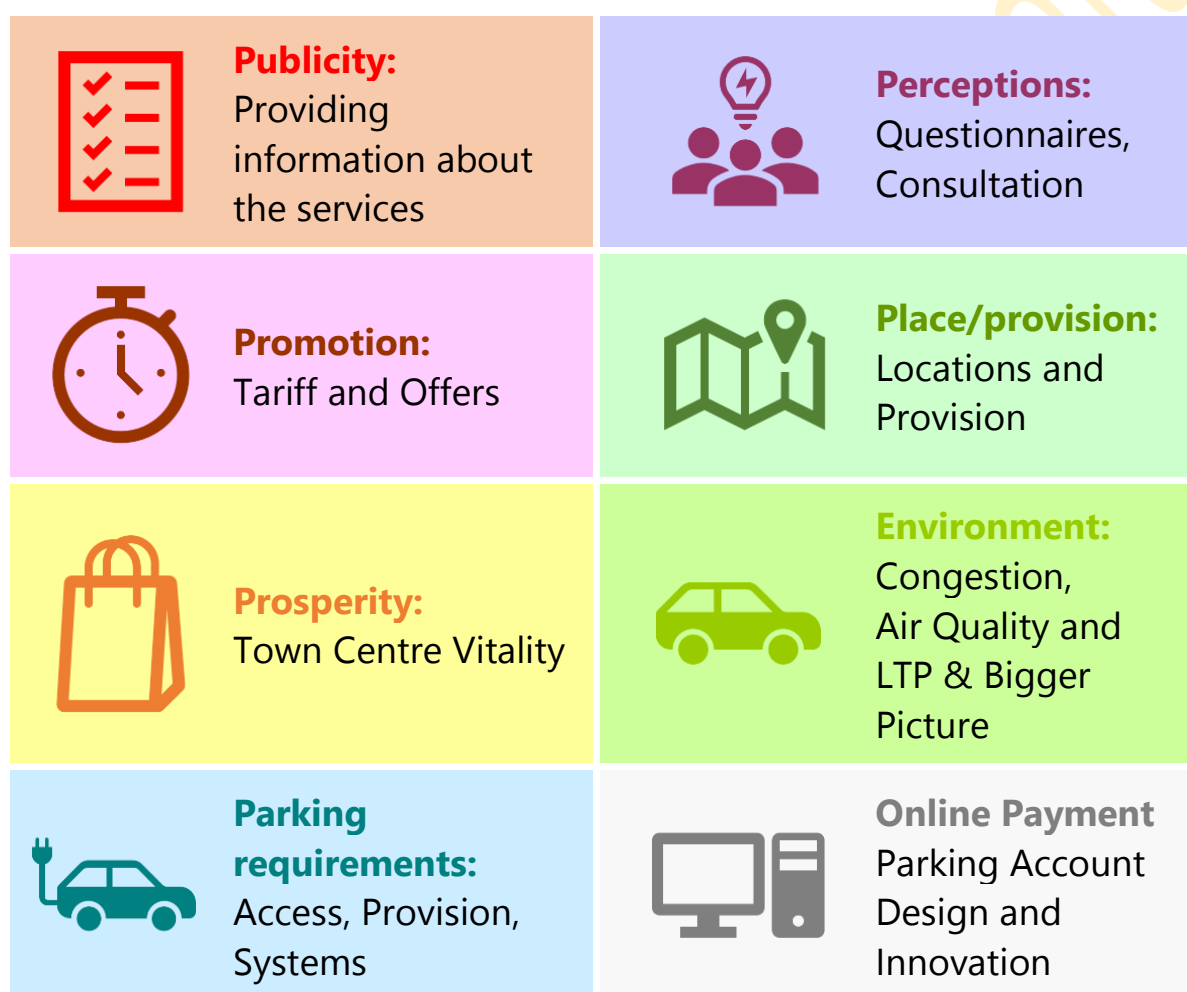 Publicity:
Providing
information about
the services
Perceptions:
Questionnaires,
Consultation
Promotion:
Tariff and Offers
Place/provision:
Locations and
Provision
Prosperity:
Town Centre Vitality
Environment:
Congestion,
Air Quality and
LTP & Bigger
Picture
Parking
requirements:
Access, Provision,
Systems
Online Payment
Parking Account
Design and
Innovation